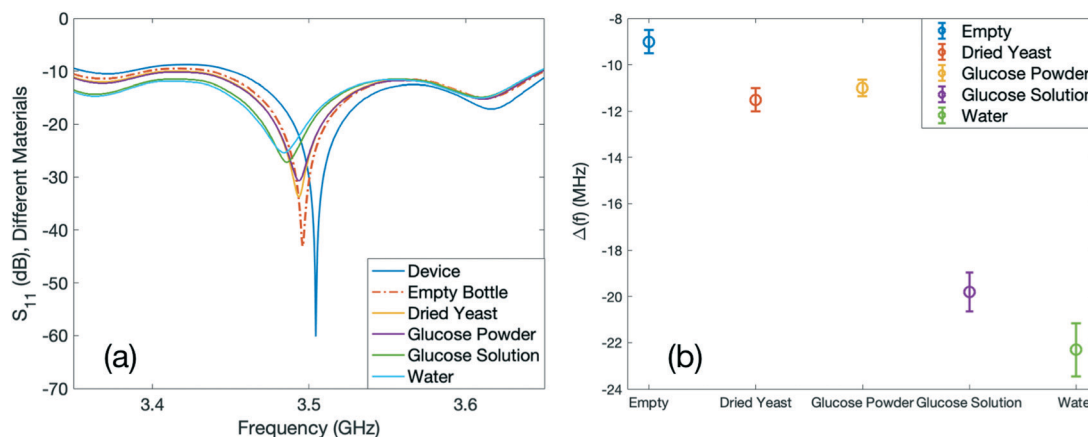 0
-10
-20
-30
-40
-50
-60
-70
S11 (dB), Different Materials
3.4
3.5
3.6
Frequency (GHz)
Device
Empty Bottle
Dried Yeast
Glucose Powder
Glucose Solution
Water
(a)
-8
-10
-12
-14
-16
-18
-20
-22
-24
Δ(f) (MHz)
Empty
Dried Yeast
Glucose Powder
Glucose Solution
Water
(b)
Empty
Dried Yeast
Glucose Powder
Glucose Solution
Water